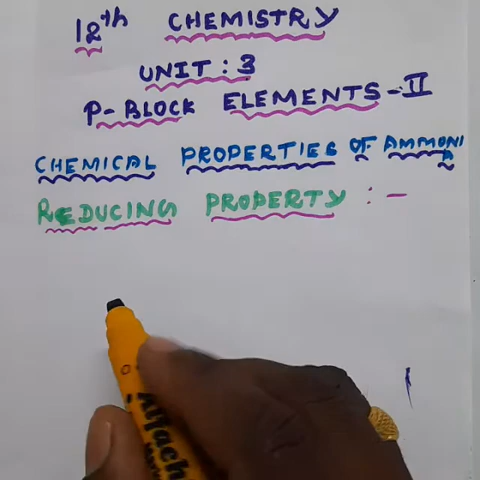 12th CHEMISTRY
UNIT : 3
P-BLOCK ELEMENTS-II
CHEMICAL PROPERTIES OF AMMONIA
REDUCING PROPERTY :-